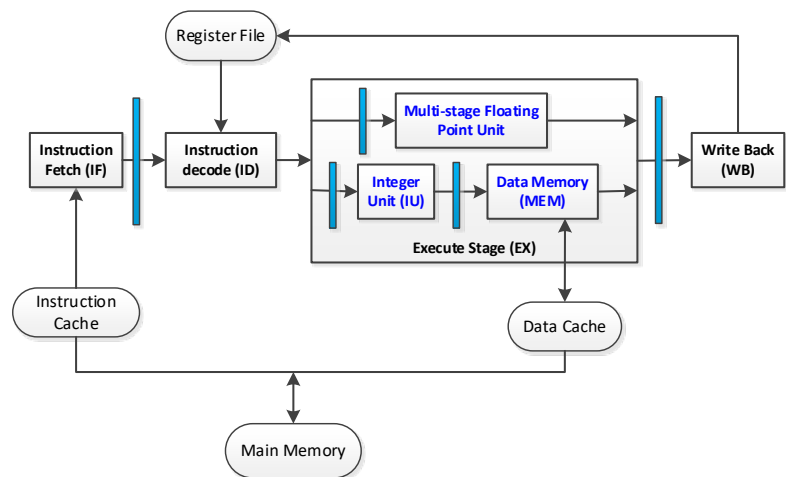 Register File
Multi-stage Floating
Point Unit
Instruction
Fetch (IF)
Instruction
decode (ID)
Integer
Unit (IU)
Data Memory
(MEM)
Write Back
(WB)
Execute Stage (EX)
Instruction
Cache
Data Cache
Main Memory